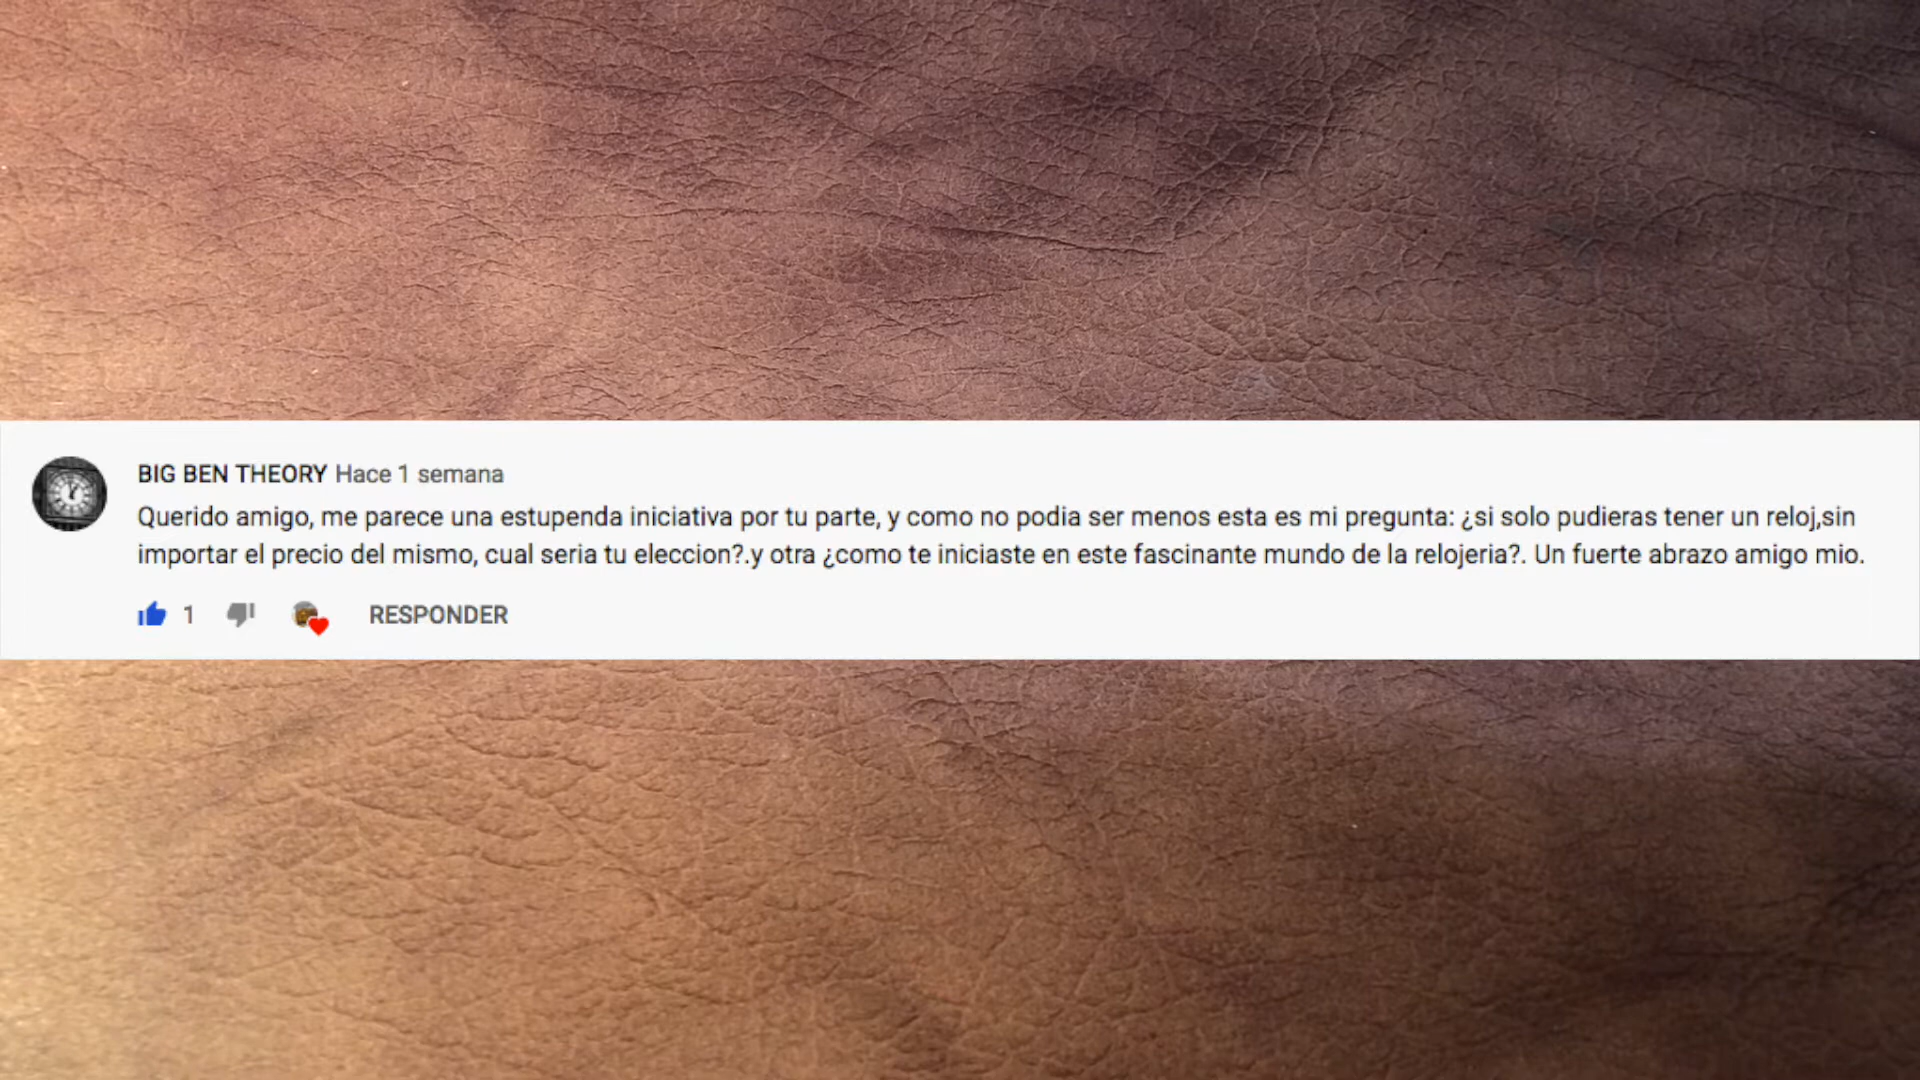 BIG BEN THEORY Hace 1 semana
Querido amigo, me parece una estupenda iniciativa por tu parte, y como no podia ser menos esta es mi pregunta: ¿si solo pudieras tener un reloj,sin
importar el precio del mismo, cual seria tu eleccion?.y otra ¿como te iniciaste en este fascinante mundo de la relojeria?. Un fuerte abrazo amigo mio.
1 RESPONDER